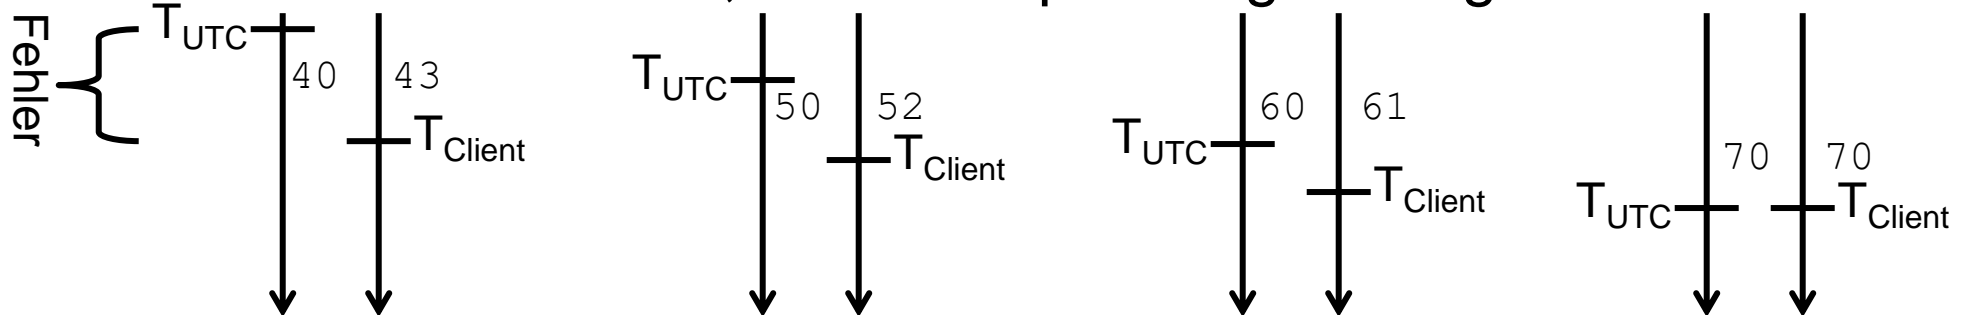 Fehler
T_UTC 40 43 T_Client
T_UTC 50 52 T_Client
T_UTC 60 61 T_Client
T_UTC 70 70 T_Client